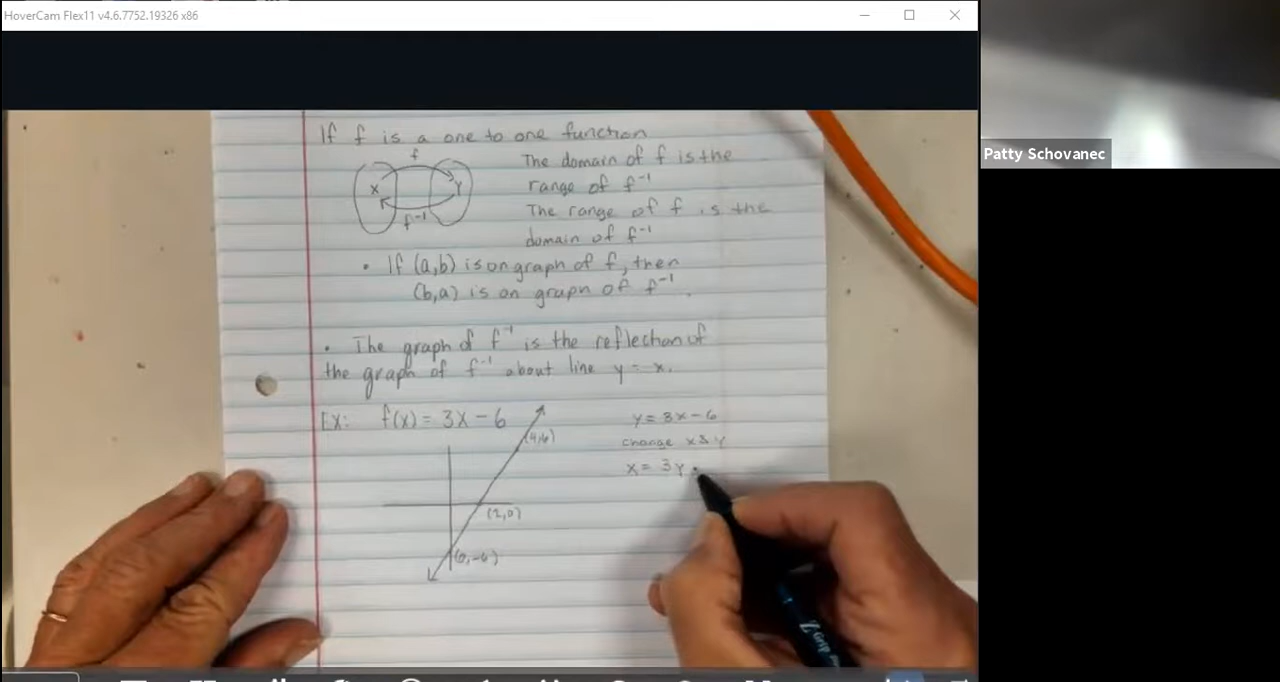 HoverCam Flex11 v4.6.7752.19326 x86
Patty Schovanec
If f is a one to one function
f
x y
f⁻¹
The domain of f is the
range of f⁻¹
The range of f is the
domain of f⁻¹
• If (a,b) is on graph of f, then
(b,a) is on graph of f⁻¹.
• The graph of f⁻¹ is the reflection of
the graph of f⁻¹ about line y = x.
Ex: f(x) = 3x - 6
(4,6)
(2,0)
(0,-6)
y = 3x - 6
change x & y
x = 3y
Z Grip